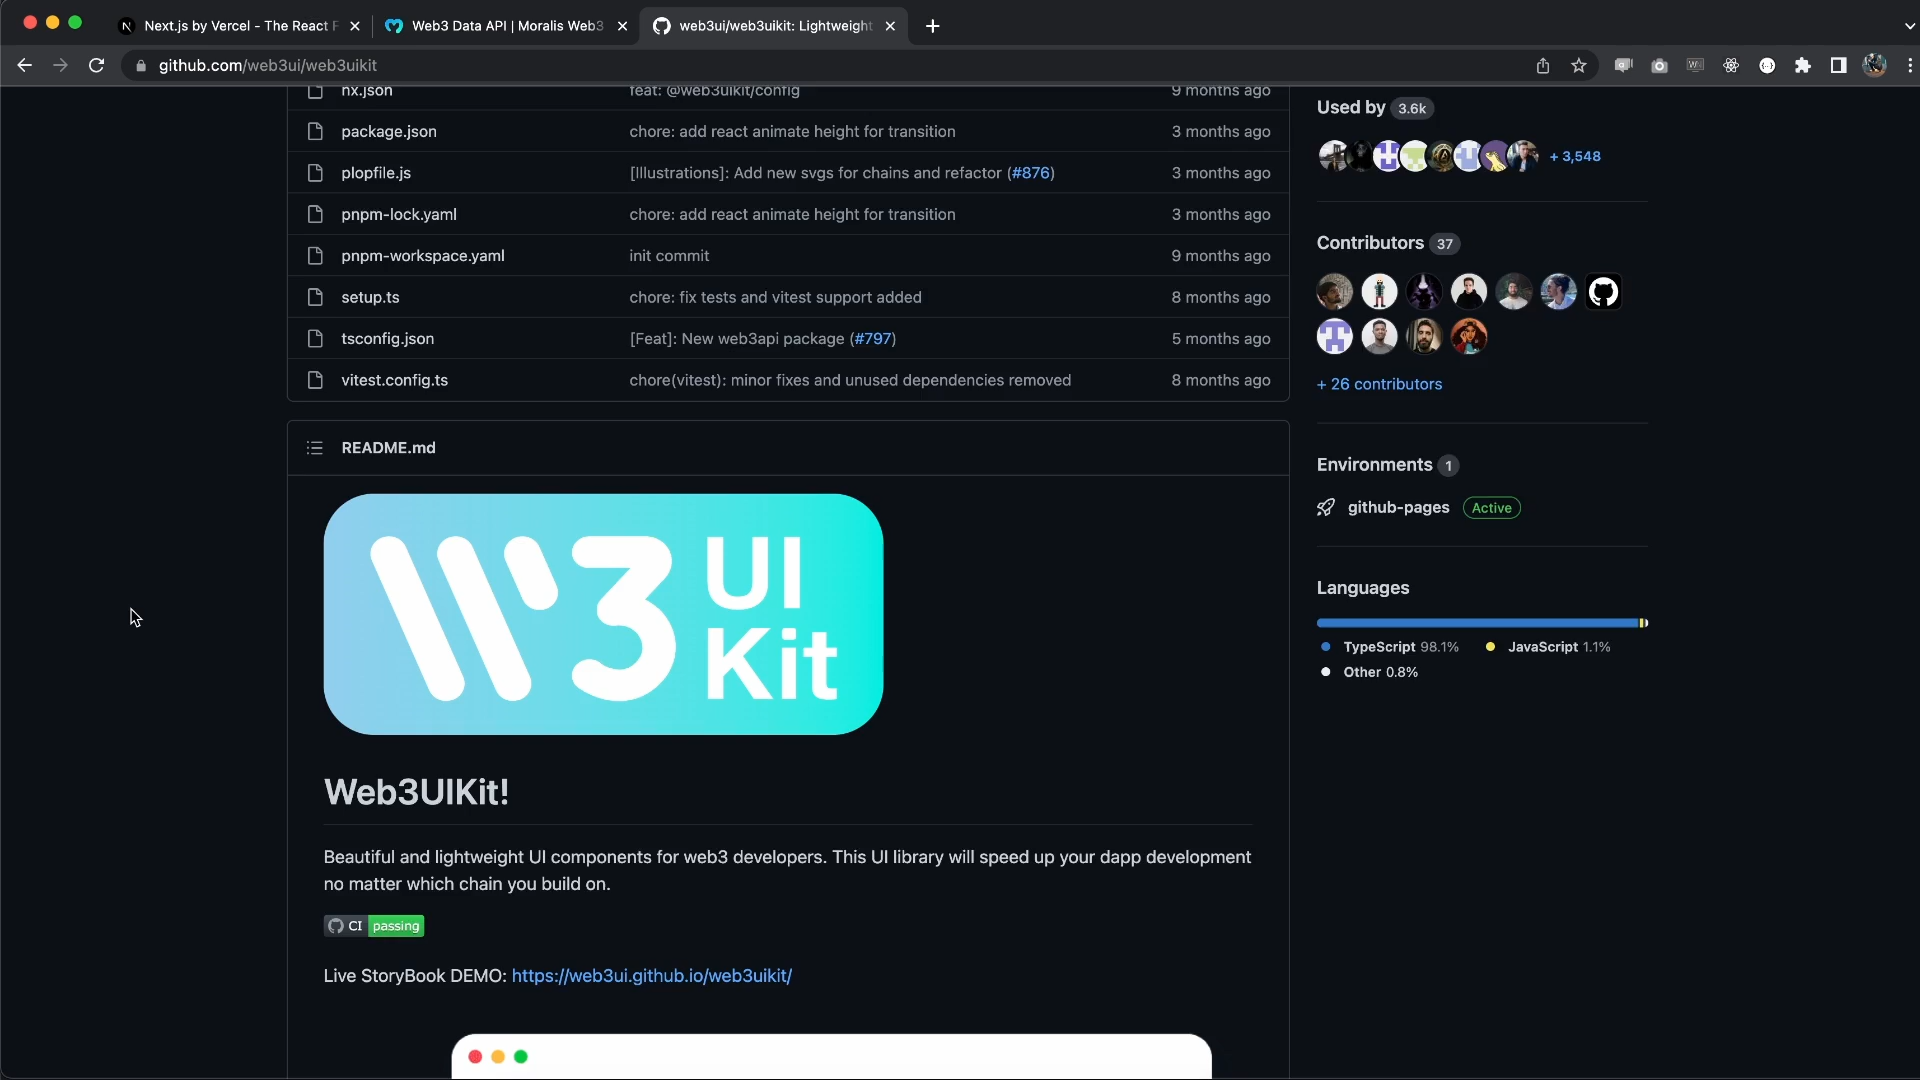 Next.js by Vercel - The React F
Web3 Data API | Moralis Web3
web3ui/web3uikit: Lightweight
github.com/web3ui/web3uikit
nx.json feat: @web3uikit/config 9 months ago
package.json chore: add react animate height for transition 3 months ago
plopfile.js [Illustrations]: Add new svgs for chains and refactor (#876) 3 months ago
pnpm-lock.yaml chore: add react animate height for transition 3 months ago
pnpm-workspace.yaml init commit 9 months ago
setup.ts chore: fix tests and vitest support added 8 months ago
tsconfig.json [Feat]: New web3api package (#797) 5 months ago
vitest.config.ts chore(vitest): minor fixes and unused dependencies removed 8 months ago
README.md
W3 UI
Kit
Web3UIKit!
Beautiful and lightweight UI components for web3 developers. This UI library will speed up your dapp development
no matter which chain you build on.
CI passing
Live StoryBook DEMO: https://web3ui.github.io/web3uikit/
Used by 3.6k
+ 3,548
Contributors 37
+ 26 contributors
Environments 1
github-pages Active
Languages
TypeScript 98.1% JavaScript 1.1%
Other 0.8%